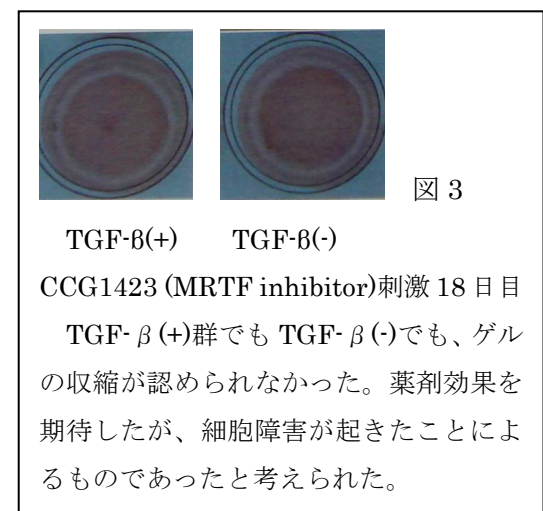 図 3
TGF-β(+) TGF-β(-)
CCG1423 (MRTF inhibitor)刺激 18 日目
TGF-β(+)群でも TGF-β(-)でも、ゲル
の収縮が認められなかった。薬剤効果を
期待したが、細胞障害が起きたことによ
るものであったと考えられた。